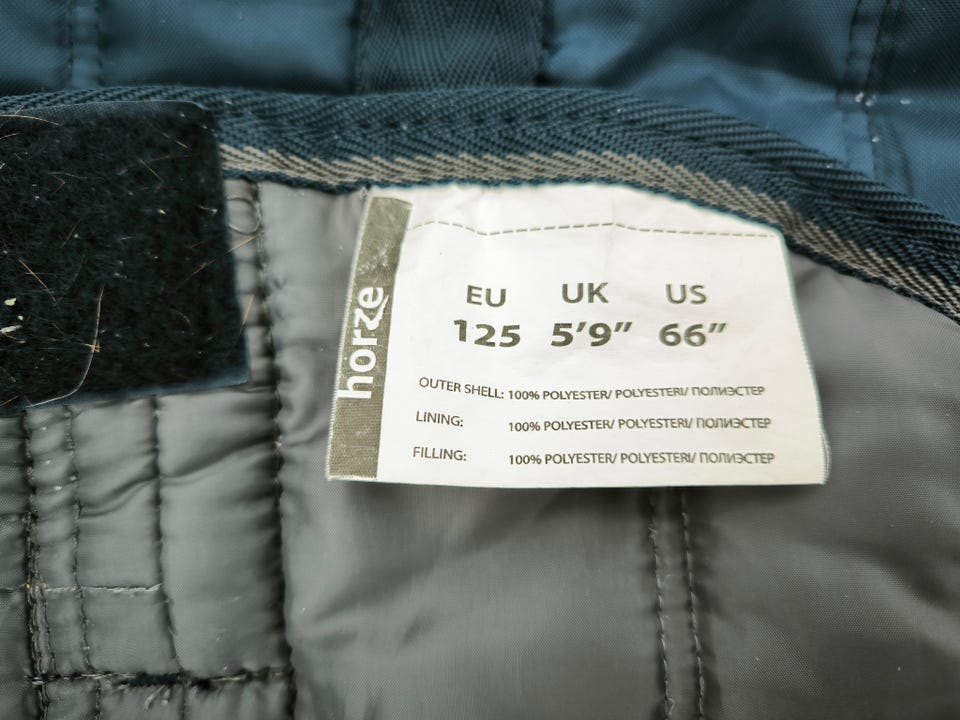 horze
EU UK US
125 5’9” 66”
OUTER SHELL: 100% POLYESTER/ POLYESTERI/ ПОЛИЭСТЕР
LINING: 100% POLYESTER/ POLYESTERI/ ПОЛИЭСТЕР
FILLING: 100% POLYESTER/ POLYESTERI/ ПОЛИЭСТЕР